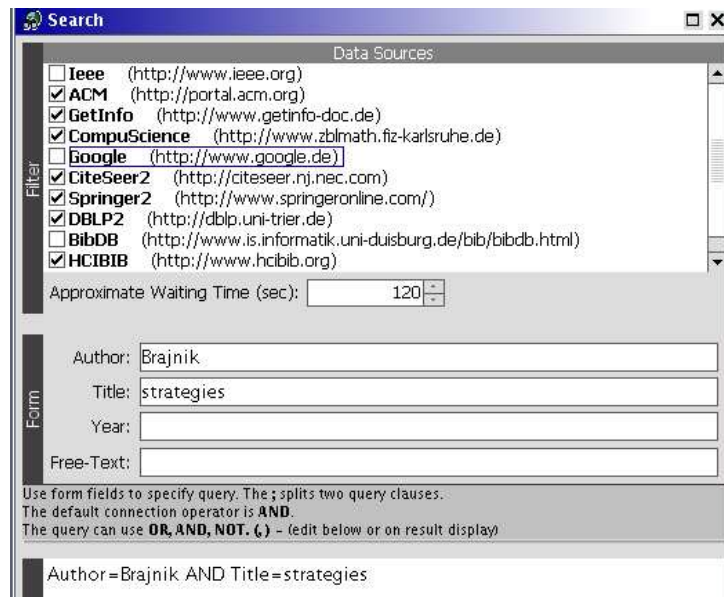 Search
Data Sources
Ieee (http://www.ieee.org)
ACM (http://portal.acm.org)
GetInfo (http://www.getinfo-doc.de)
CompuScience (http://www.zblmath.fiz-karlsruhe.de)
Google (http://www.google.de)
CiteSeer2 (http://citeseer.nj.nec.com)
Springer2 (http://www.springeronline.com/)
DBLP2 (http://dblp.uni-trier.de)
BibDB (http://www.is.informatik.uni-duisburg.de/bib/bibdb.html)
HCIBIB (http://www.hcibib.org)
Filter
Approximate Waiting Time (sec): 120
Form
Author: Brajnik
Title: strategies
Year:
Free-Text:
Use form fields to specify query. The ; splits two query clauses.
The default connection operator is AND.
The query can use OR, AND, NOT. (,) - (edit below or on result display)
Author=Brajnik AND Title=strategies